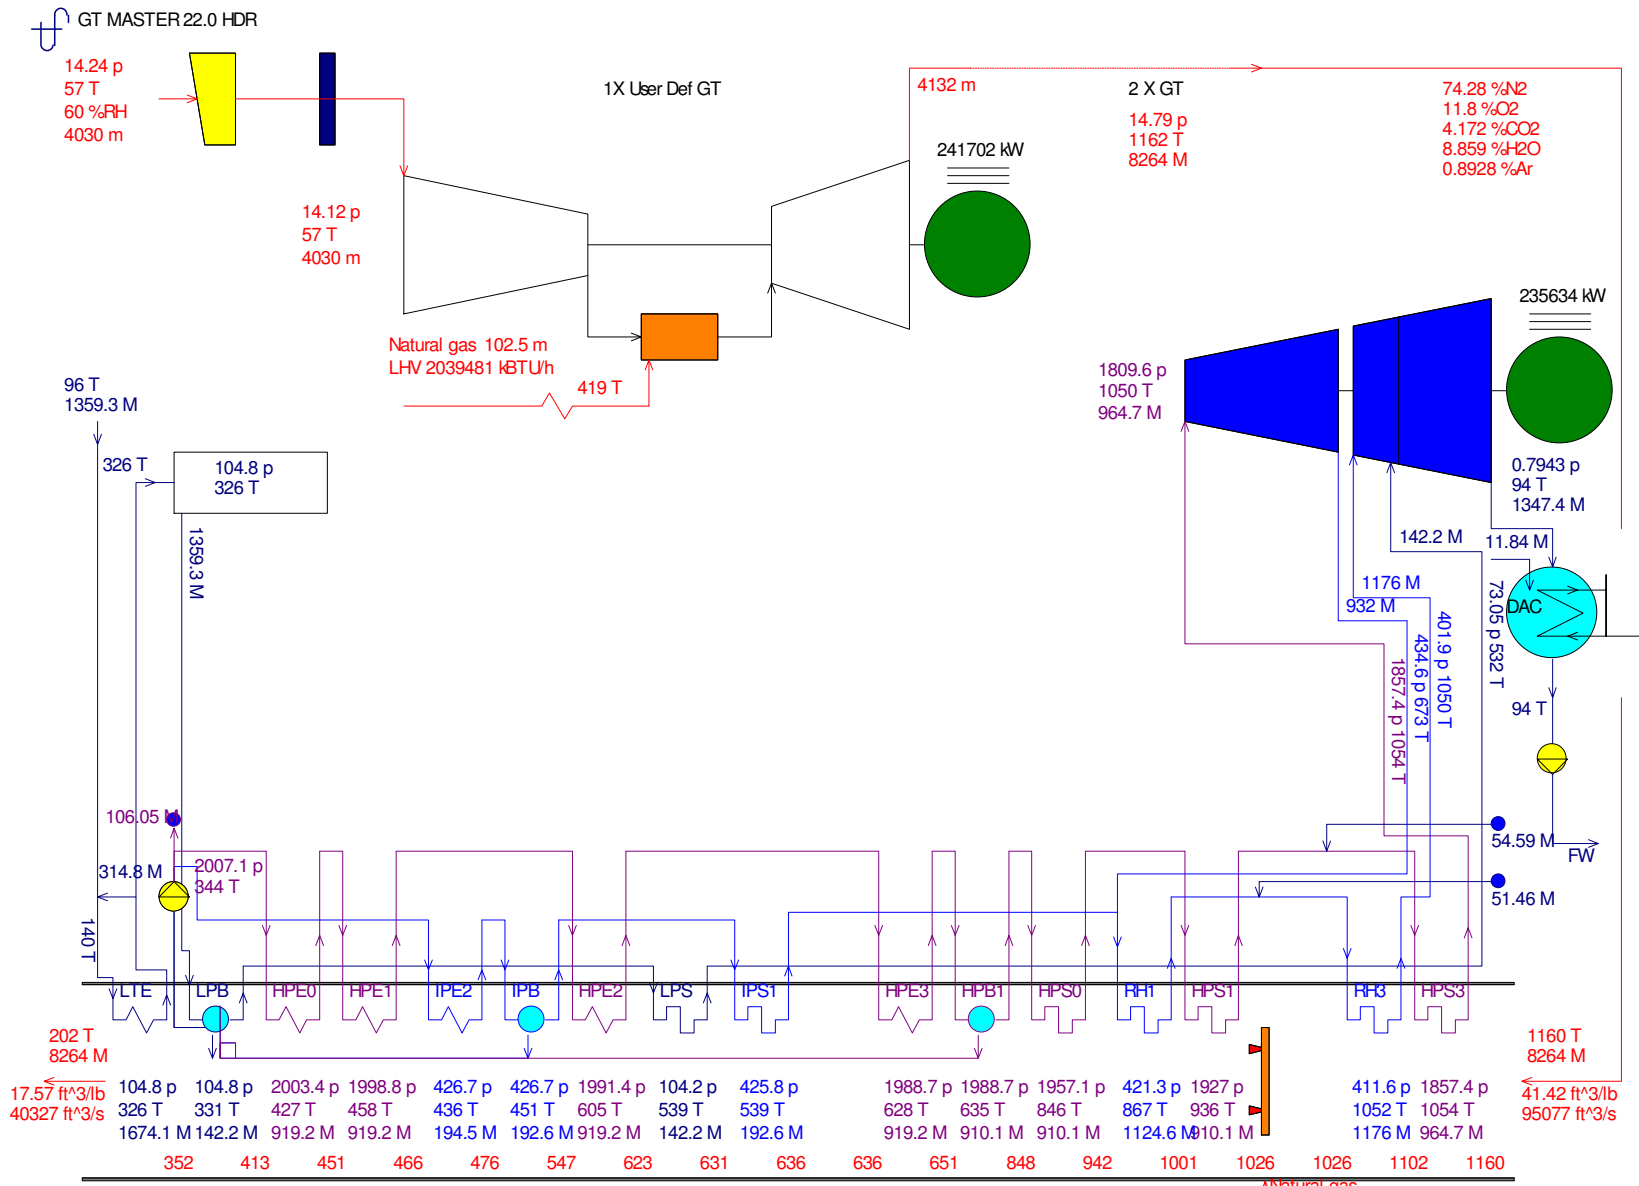 GT MASTER 22.0 HDR
14.24 p
57 T
60 %RH
4030 m
1X User Def GT
4132 m
2 X GT
14.79 p
1162 T
8264 M
74.28 %N2
11.8 %O2
4.172 %CO2
8.859 %H2O
0.8928 %Ar
241702 kW
14.12 p
57 T
4030 m
Natural gas 102.5 m
LHV 2039481 kBTU/h
419 T
235634 kW
1809.6 p
1050 T
964.7 M
96 T
1359.3 M
326 T
104.8 p
326 T
1359.3 M
0.7943 p
94 T
1347.4 M
142.2 M
11.84 M
1176 M
932 M
DAC
73.05 p 532 T
401.9 p 1050 T
434.6 p 673 T
1857.4 p 1054 T
94 T
106.05 M
54.59 M
FW
314.8 M
2007.1 p
344 T
51.46 M
140 T
LTE LPB HPE0 HPE1 IPE2 IPB HPE2 LPS IPS1 HPE3 HPB1 HPS0 RH1 HPS1 RH3 HPS3
202 T
8264 M
17.57 ft^3/lb
40327 ft^3/s
1160 T
8264 M
41.42 ft^3/lb
95077 ft^3/s
104.8 p 104.8 p 2003.4 p 1998.8 p 426.7 p 426.7 p 1991.4 p 104.2 p 425.8 p 1988.7 p 1988.7 p 1957.1 p 421.3 p 1927 p 411.6 p 1857.4 p
326 T 331 T 427 T 458 T 436 T 451 T 605 T 539 T 539 T 628 T 635 T 846 T 867 T 936 T 1052 T 1054 T
1674.1 M 142.2 M 919.2 M 919.2 M 194.5 M 192.6 M 919.2 M 142.2 M 192.6 M 919.2 M 910.1 M 910.1 M 1124.6 M 910.1 M 1176 M 964.7 M
352 413 451 466 476 547 623 631 636 636 651 848 942 1001 1026 1026 1102 1160
Natural gas